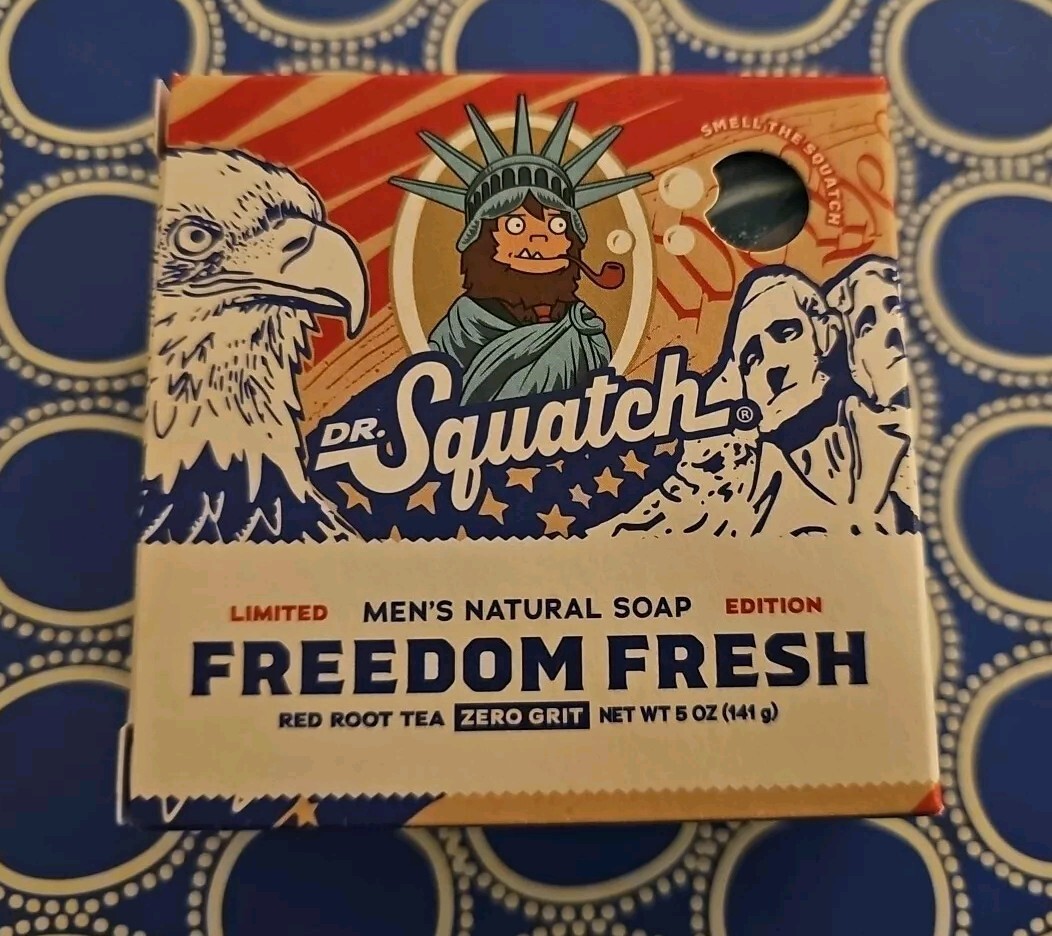 SMELL THE SQUATCH
DR. Squatch®
LIMITED MEN'S NATURAL SOAP EDITION
FREEDOM FRESH
RED ROOT TEA ZERO GRIT NET WT 5 OZ (141 g)